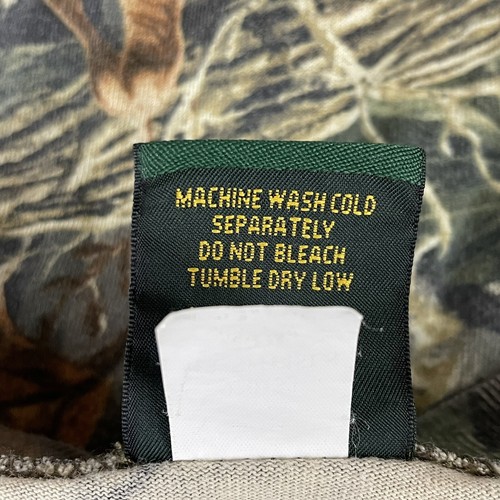 MACHINE WASH COLD
SEPARATELY
DO NOT BLEACH
TUMBLE DRY LOW